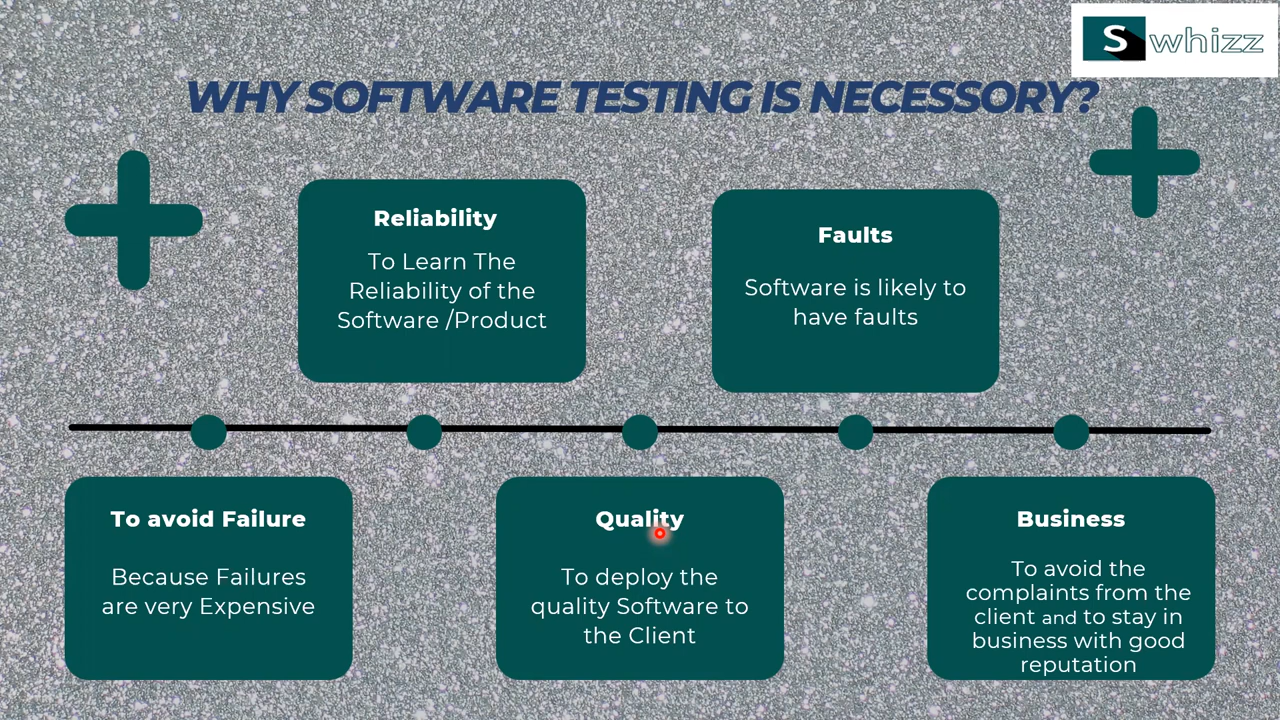 S whizz
WHY SOFTWARE TESTING IS NECESSORY?
Reliability
To Learn The
Reliability of the
Software /Product
Faults
Software is likely to
have faults
To avoid Failure
Because Failures
are very Expensive
Quality
To deploy the
quality Software to
the Client
Business
To avoid the
complaints from the
client and to stay in
business with good
reputation